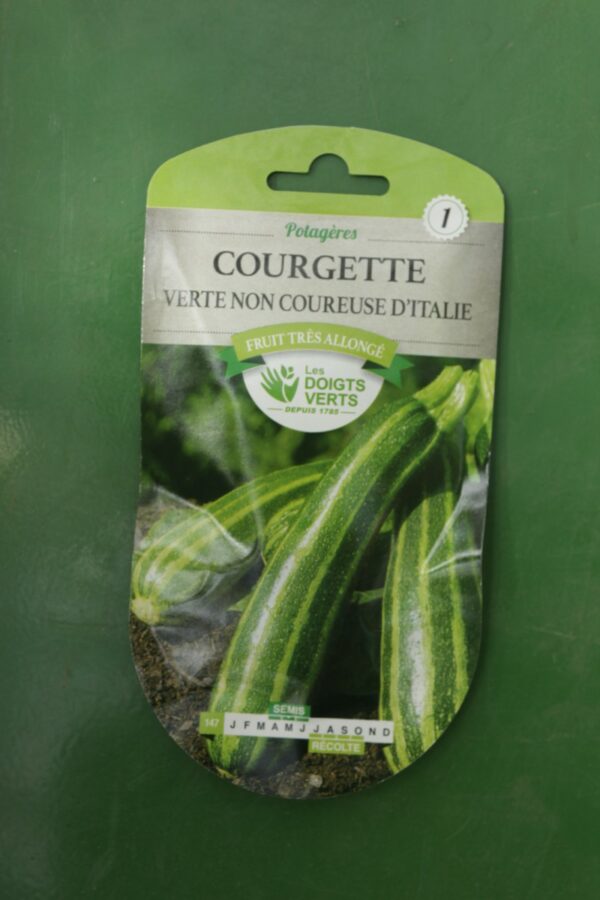 1
Potagères
COURGETTE
VERTE NON COUREUSE D'ITALIE
FRUIT TRÈS ALLONGÉ
Les
DOIGTS
VERTS
DEPUIS 1785
SEMIS
147 J F M A M J J A S O N D
RÉCOLTE